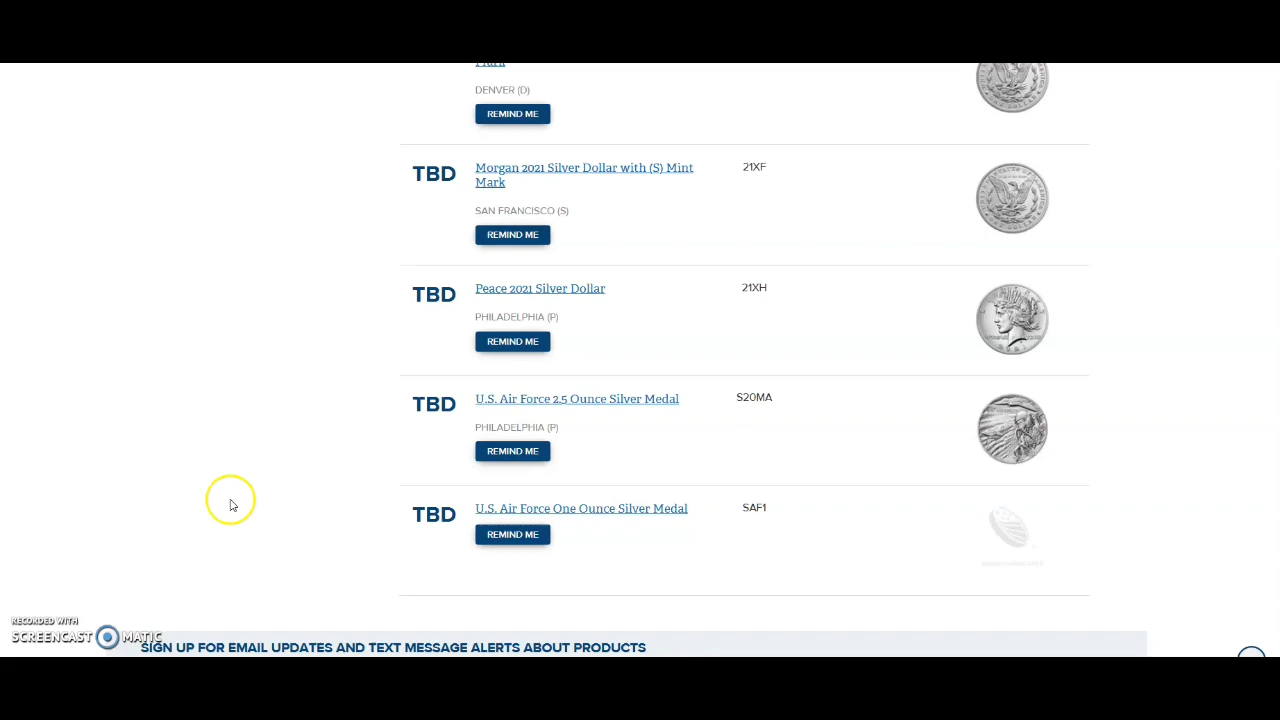 Mark
DENVER (D)
REMIND ME
TBD
Morgan 2021 Silver Dollar with (S) Mint
Mark
21XF
SAN FRANCISCO (S)
REMIND ME
TBD
Peace 2021 Silver Dollar
21XH
PHILADELPHIA (P)
REMIND ME
TBD
U.S. Air Force 2.5 Ounce Silver Medal
S20MA
PHILADELPHIA (P)
REMIND ME
TBD
U.S. Air Force One Ounce Silver Medal
SAF1
REMIND ME
RECORDED WITH
SCREENCAST MATIC
SIGN UP FOR EMAIL UPDATES AND TEXT MESSAGE ALERTS ABOUT PRODUCTS